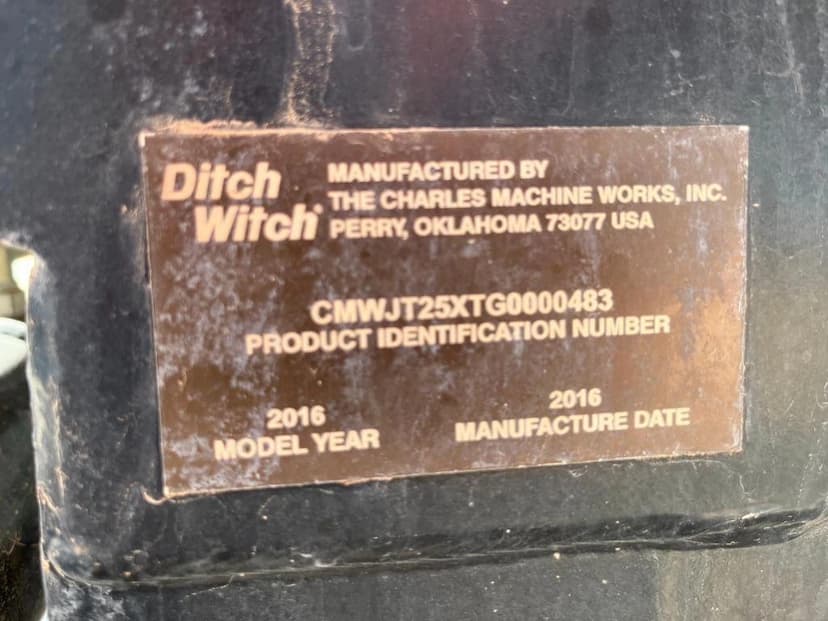 Ditch
Witch®
MANUFACTURED BY
THE CHARLES MACHINE WORKS, INC.
PERRY, OKLAHOMA 73077 USA
CMWJT25XTG0000483
PRODUCT IDENTIFICATION NUMBER
2016
MODEL YEAR
2016
MANUFACTURE DATE